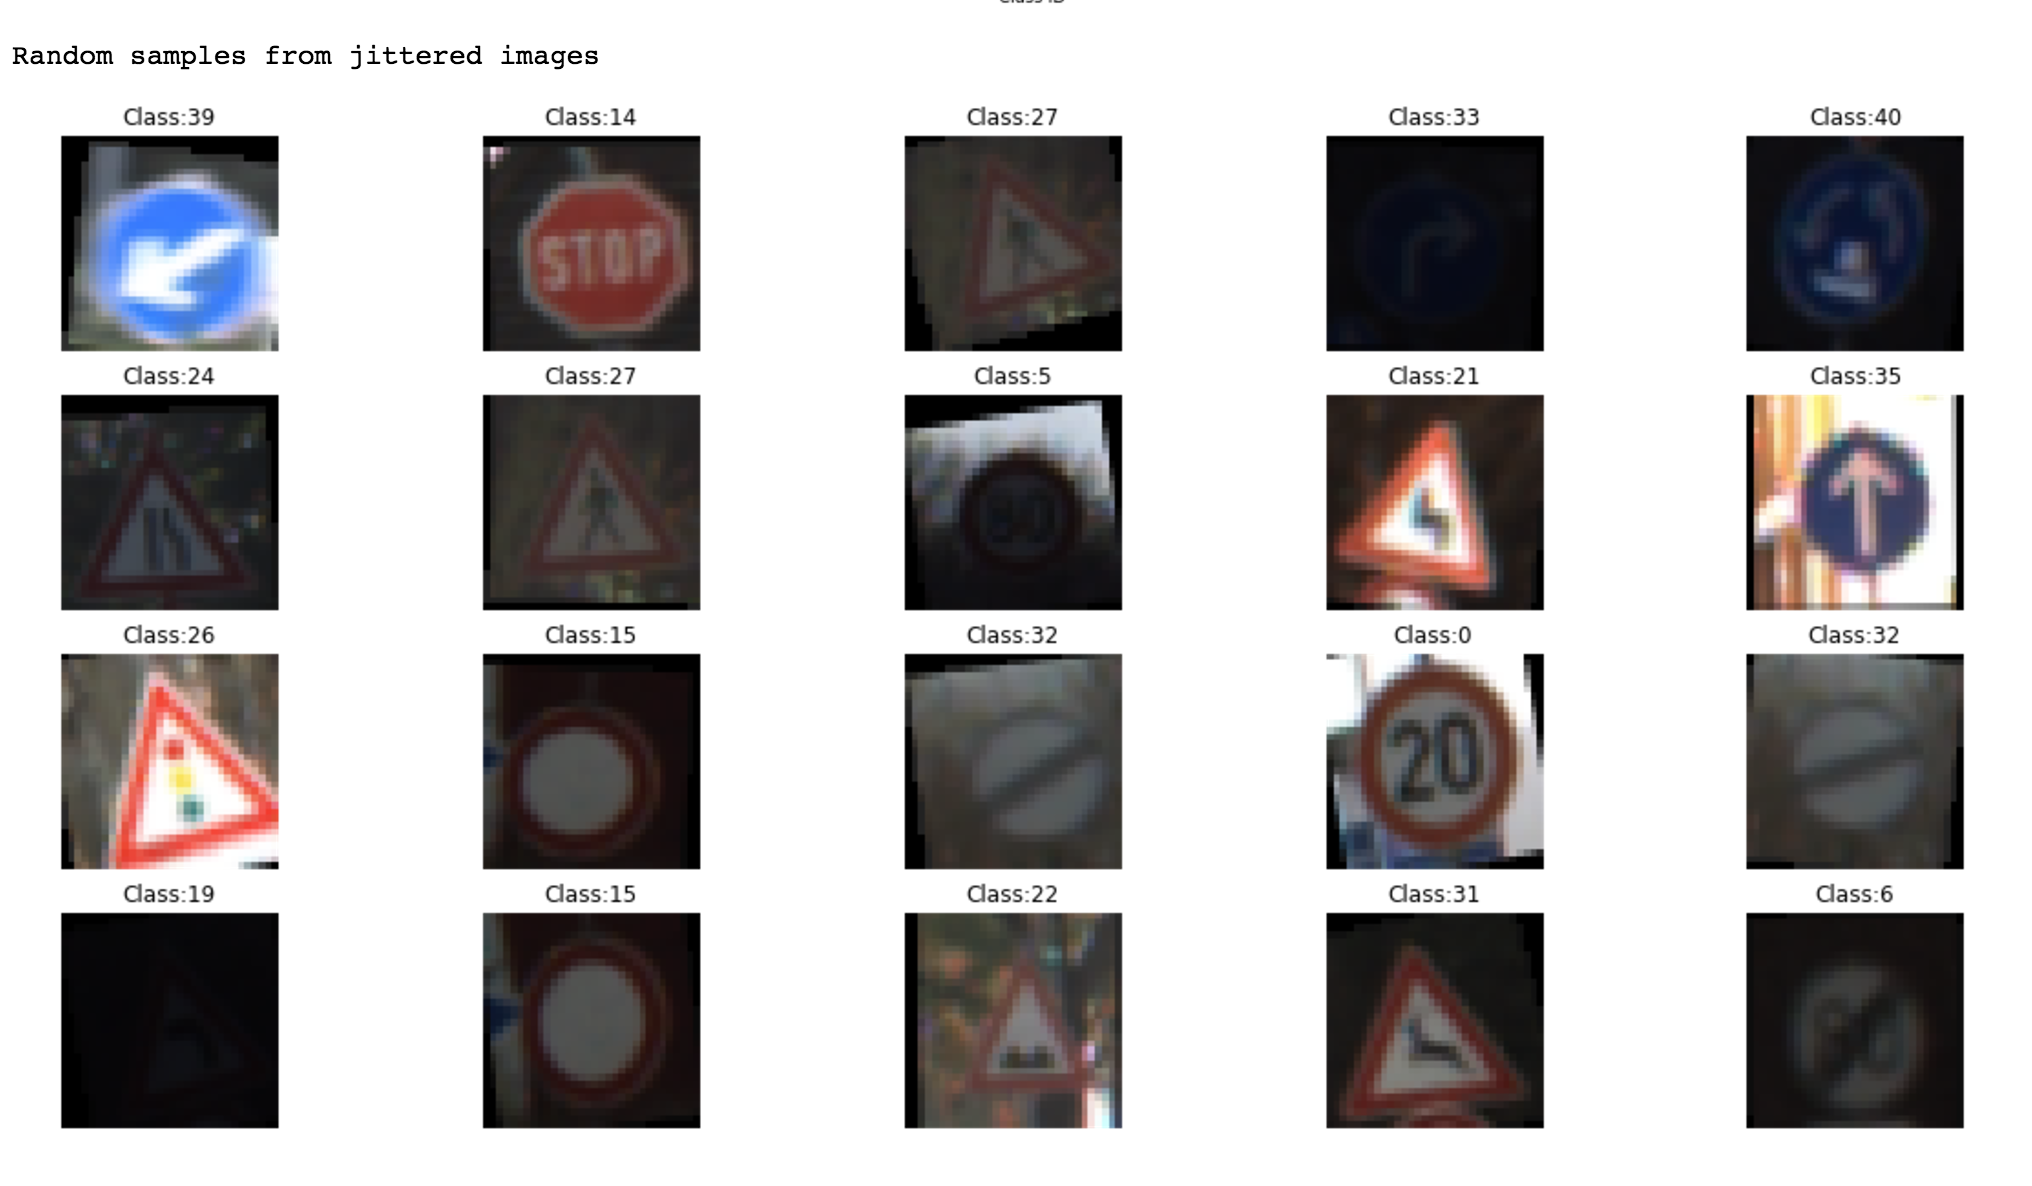 Random samples from jittered images
Class:39 Class:14 Class:27 Class:33 Class:40
STOP
Class:24 Class:27 Class:5 Class:21 Class:35
Class:26 Class:15 Class:32 Class:0 Class:32
20
Class:19 Class:15 Class:22 Class:31 Class:6